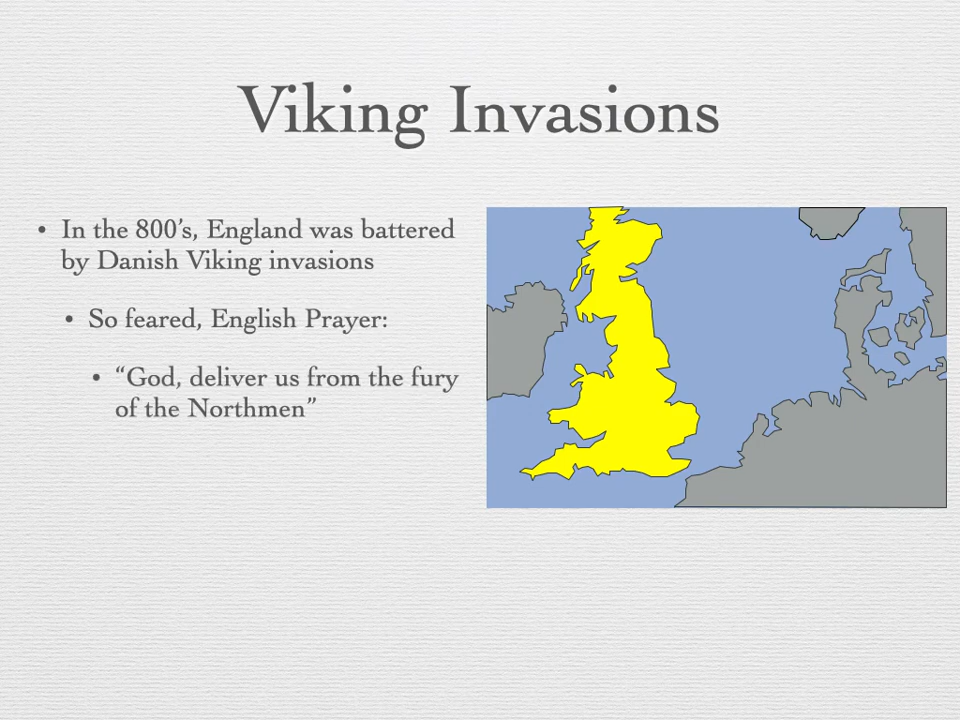 Viking Invasions
• In the 800’s, England was battered
by Danish Viking invasions
• So feared, English Prayer:
• “God, deliver us from the fury
of the Northmen”